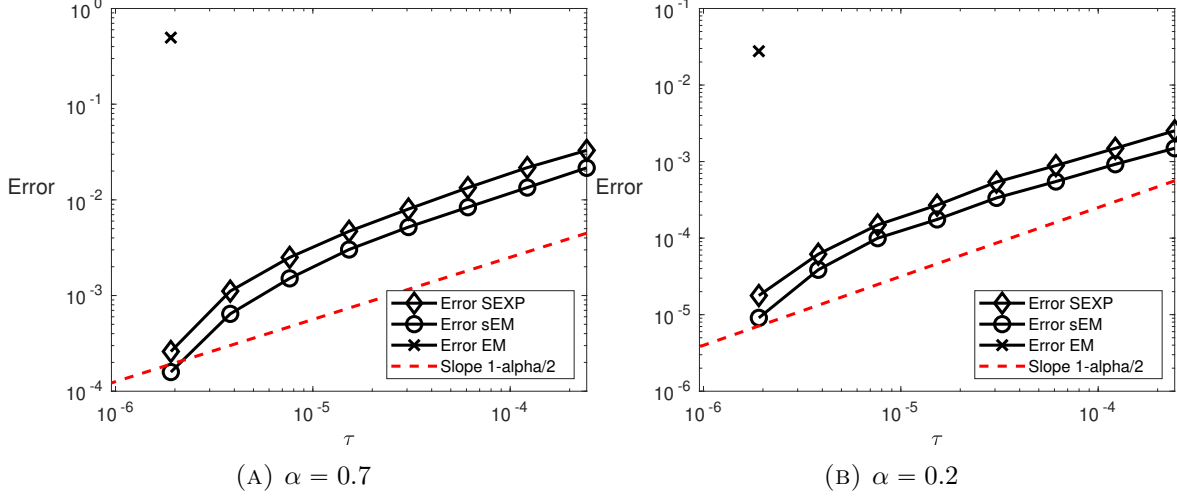 10^0
10^-1
10^-2
10^-3
10^-4
Error
10^-6
10^-5
10^-4
τ
Error SEXP
Error sEM
Error EM
Slope 1-alpha/2
(A) α = 0.7
10^-1
10^-2
10^-3
10^-4
10^-5
10^-6
Error
10^-6
10^-5
10^-4
τ
Error SEXP
Error sEM
Error EM
Slope 1-alpha/2
(B) α = 0.2